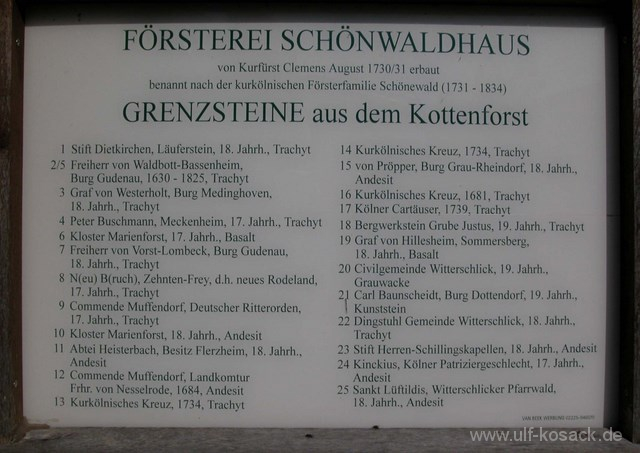 FÖRSTEREI SCHÖNWALDHAUS
von Kurfürst Clemens August 1730/31 erbaut
benannt nach der kurkölnischen Försterfamilie Schönewald (1731 - 1834)
GRENZSTEINE aus dem Kottenforst
1 Stift Dietkirchen, Läuferstein, 18. Jahrh., Trachyt
2/5 Freiherr von Waldbott-Bassenheim,
Burg Gudenau, 1630 - 1825, Trachyt
3 Graf von Westerholt, Burg Medinghoven,
18. Jahrh., Trachyt
4 Peter Buschmann, Meckenheim, 17. Jahrh., Trachyt
6 Kloster Marienforst, 17. Jahrh., Basalt
7 Freiherr von Vorst-Lombeck, Burg Gudenau,
18. Jahrh., Trachyt
8 N(eu) B(ruch), Zehnten-Frey, d.h. neues Rodeland,
17. Jahrh., Trachyt
9 Commende Muffendorf, Deutscher Ritterorden,
17. Jahrh., Trachyt
10 Kloster Marienforst, 18. Jahrh., Andesit
11 Abtei Heisterbach, Besitz Flerzheim, 18. Jahrh.,
Andesit
12 Commende Muffendorf, Landkomtur
Frhr. von Nesselrode, 1684, Andesit
13 Kurkölnisches Kreuz, 1734, Trachyt
14 Kurkölnisches Kreuz, 1734, Trachyt
15 von Pröpper, Burg Grau-Rheindorf, 18. Jahrh.,
Andesit
16 Kurkölnisches Kreuz, 1681, Trachyt
17 Kölner Cartäuser, 1739, Trachyt
18 Bergwerkstein Grube Justus, 19. Jahrh., Trachyt
19 Graf von Hillesheim, Sommersberg,
18. Jahrh., Basalt
20 Civilgemeinde Witterschlick, 19. Jahrh.,
Grauwacke
21 Carl Baunscheidt, Burg Dottendorf, 19. Jahrh.,
Kunststein
22 Dingstuhl Gemeinde Witterschlick, 18. Jahrh.,
Trachyt
23 Stift Herren-Schillingskapellen, 18. Jahrh., Andesit
24 Kinckius, Kölner Patriziergeschlecht, 17. Jahrh.,
Andesit
25 Sankt Lüftildis, Witterschlicker Pfarrwald,
18. Jahrh., Andesit
www.ulf-kosack.de